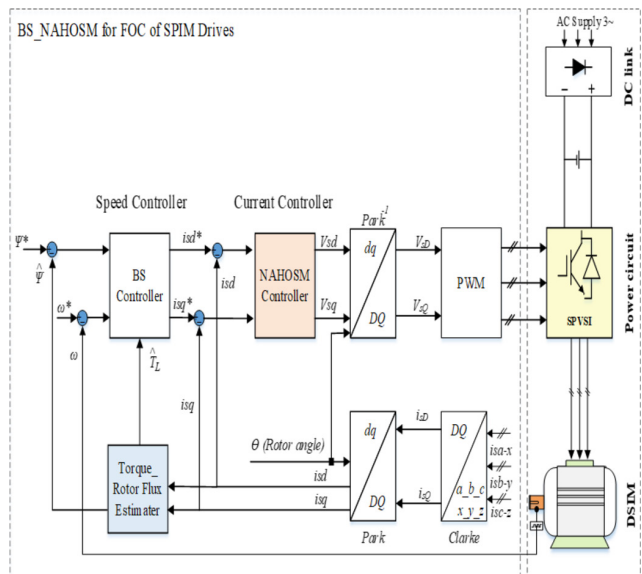 BS_NAHOSM for FOC of SPIM Drives
AC Supply 3~
DC link
− +
Speed Controller
Current Controller
Park⁻¹
Ψ*
Ψ̂
ω*
ω
BS
Controller
isd*
isq*
isd
isq
T̂L
NAHOSM
Controller
Vsd
Vsq
dq
DQ
VsD
VsQ
PWM
SPVSI
Power circuit
θ (Rotor angle)
Torque_
Rotor Flux
Estimater
isd
isq
dq
DQ
Park
isD
isQ
DQ
a_b_c
x_y_z
Clarke
isa-x
isb-y
isc-z
DSIM